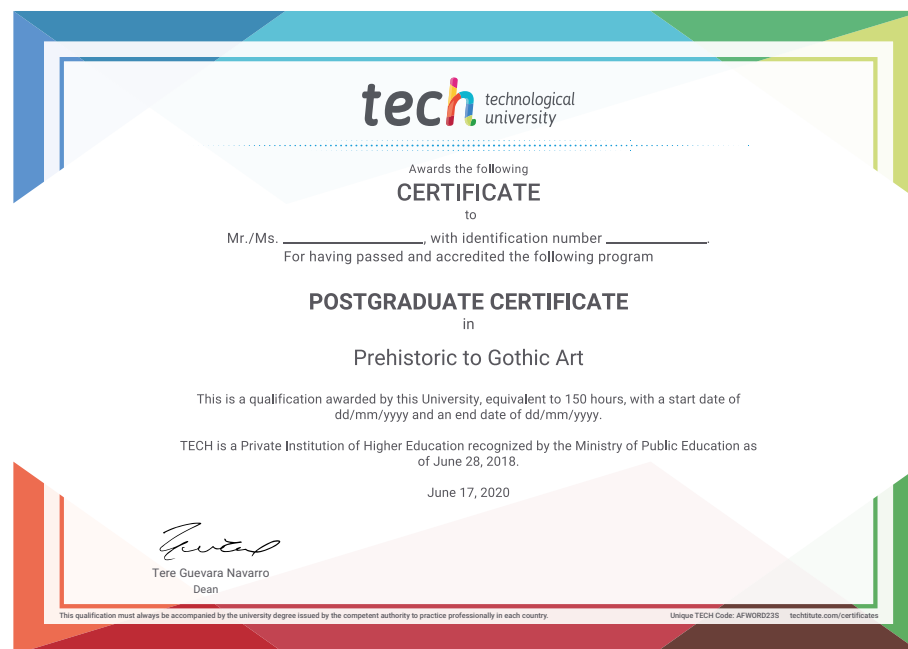 tech technological
university
Awards the following
CERTIFICATE
to
Mr./Ms. ____________, with identification number ____________.
For having passed and accredited the following program
POSTGRADUATE CERTIFICATE
in
Prehistoric to Gothic Art
This is a qualification awarded by this University, equivalent to 150 hours, with a start date of
dd/mm/yyyy and an end date of dd/mm/yyyy.
TECH is a Private Institution of Higher Education recognized by the Ministry of Public Education as
of June 28, 2018.
June 17, 2020
Tere Guevara Navarro
Dean
This qualification must always be accompanied by the university degree issued by the competent authority to practice professionally in each country. Unique TECH Code: AFWORD23S techtitute.com/certificates